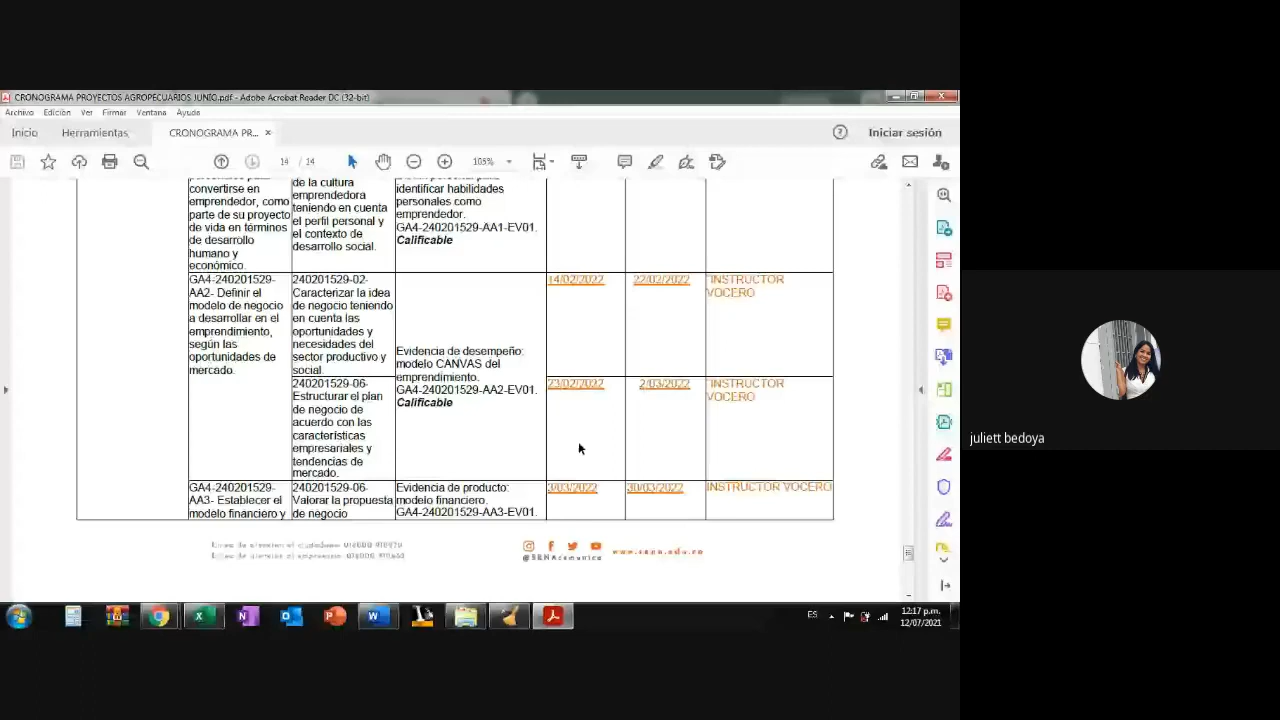 CRONOGRAMA PROYECTOS AGROPECUARIOS JUNIO.pdf - Adobe Acrobat Reader DC (32-bit)
Archivo Edición Ver Firmar Ventana Ayuda
Inicio Herramientas CRONOGRAMA PR... × Iniciar sesión
14 / 14 105%
convertirse en
emprendedor, como
parte de su proyecto
de vida en términos
de desarrollo
humano y
económico.
de la cultura
emprendedora
teniendo en cuenta
el perfil personal y
el contexto de
desarrollo social.
identificar habilidades
personales como
emprendedor.
GA4-240201529-AA1-EV01.
Calificable
GA4-240201529-
AA2- Definir el
modelo de negocio
a desarrollar en el
emprendimiento,
según las
oportunidades de
mercado.
240201529-02-
Caracterizar la idea
de negocio teniendo
en cuenta las
oportunidades y
necesidades del
sector productivo y
social.
Evidencia de desempeño:
modelo CANVAS del
emprendimiento.
GA4-240201529-AA2-EV01.
Calificable
14/02/2022
22/02/2022
"INSTRUCTOR
VOCERO
240201529-06-
Estructurar el plan
de negocio de
acuerdo con las
características
empresariales y
tendencias de
mercado.
23/02/2022
2/03/2022
"INSTRUCTOR
VOCERO
GA4-240201529-
AA3- Establecer el
modelo financiero y
240201529-06-
Valorar la propuesta
de negocio
Evidencia de producto:
modelo financiero.
GA4-240201529-AA3-EV01.
3/03/2022
30/03/2022
INSTRUCTOR VOCERO
@SENAcomunica
www.sena.edu.co
ES
12:17 p.m.
12/07/2021
juliett bedoya